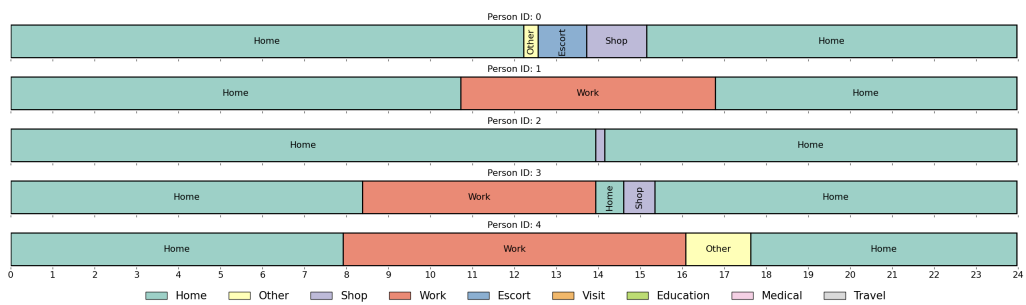 Person ID: 0
Home Other Escort Shop Home
Person ID: 1
Home Work Home
Person ID: 2
Home Home
Person ID: 3
Home Work Home Shop Home
Person ID: 4
Home Work Other Home
0 1 2 3 4 5 6 7 8 9 10 11 12 13 14 15 16 17 18 19 20 21 22 23 24
Home Other Shop Work Escort Visit Education Medical Travel